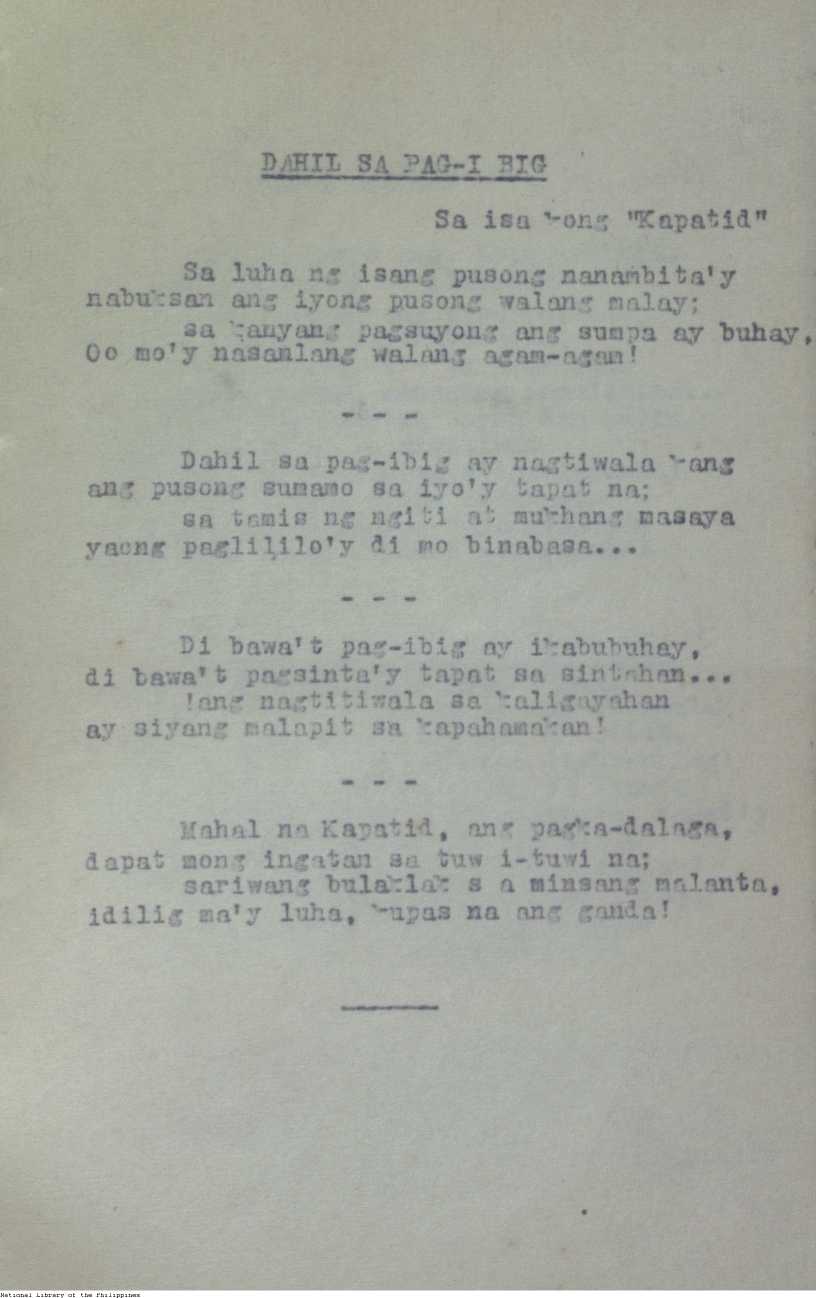 DAHIL SA PAG-I BIG
Sa isa kong "Kapatid"
Sa luha ng isang pusong nanambita'y
nabuksan ang iyong pusong walang malay;
sa kanyang pagsuyong ang sumpa ay buhay,
Oo mo'y nasanlang walang agam-agam!
- - -
Dahil sa pag-ibig ay nagtiwala kang
ang pusong sumamo sa iyo'y tapat na;
sa tamis ng ngiti at mukhang masaya
yaong paglililo'y di mo binabasa...
- - -
Di bawa't pag-ibig ay ikabubuhay,
di bawa't pagsinta'y tapat sa sintahan...
!ang nagtitiwala sa kaligayahan
ay siyang malapit sa kapahamakan!
- - -
Mahal na Kapatid, ang pagka-dalaga,
dapat mong ingatan sa tuw i-tuwi na;
sariwang bulaklak s a minsang malanta,
idilig ma'y luha, kupas na ang ganda!
National Library of the Philippines